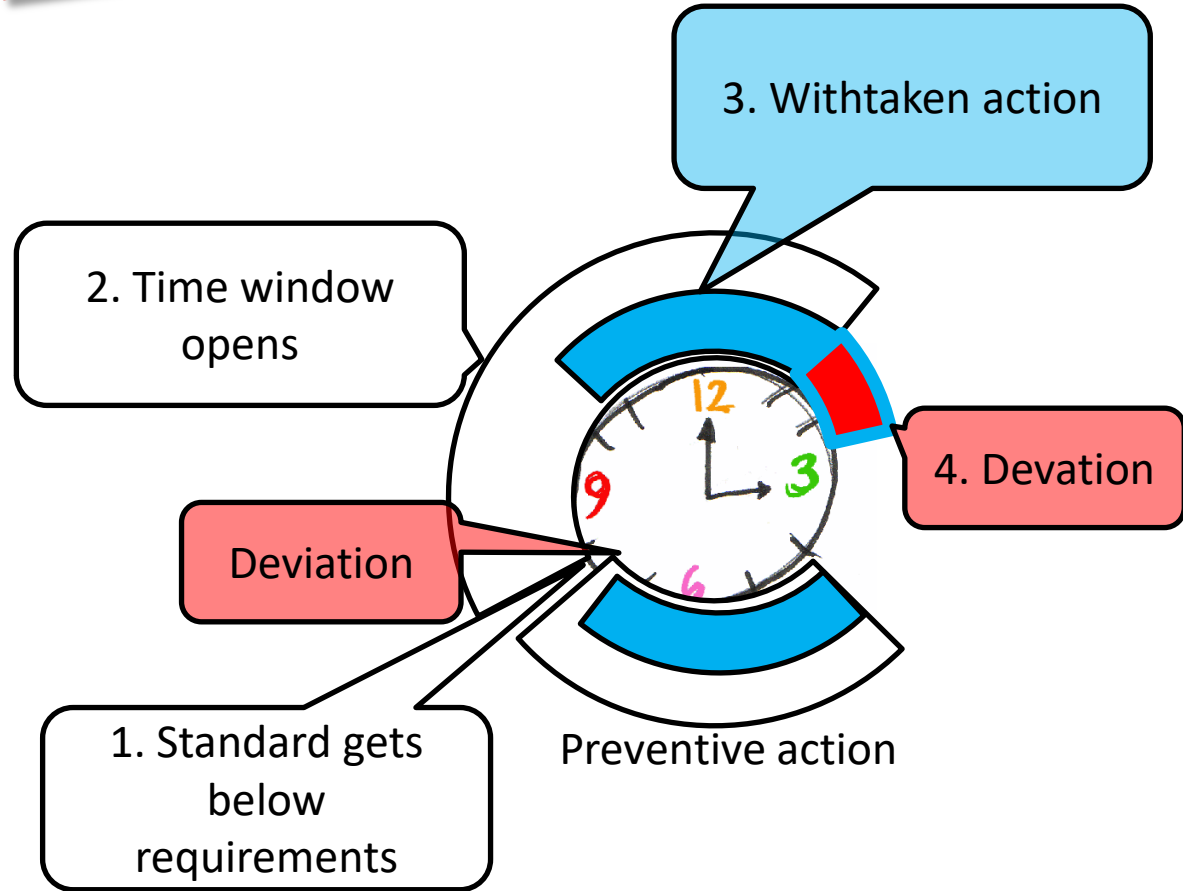 3. Withtaken action
2. Time window
opens
12
9
3
4. Devation
Deviation
6
1. Standard gets
below
requirements
Preventive action